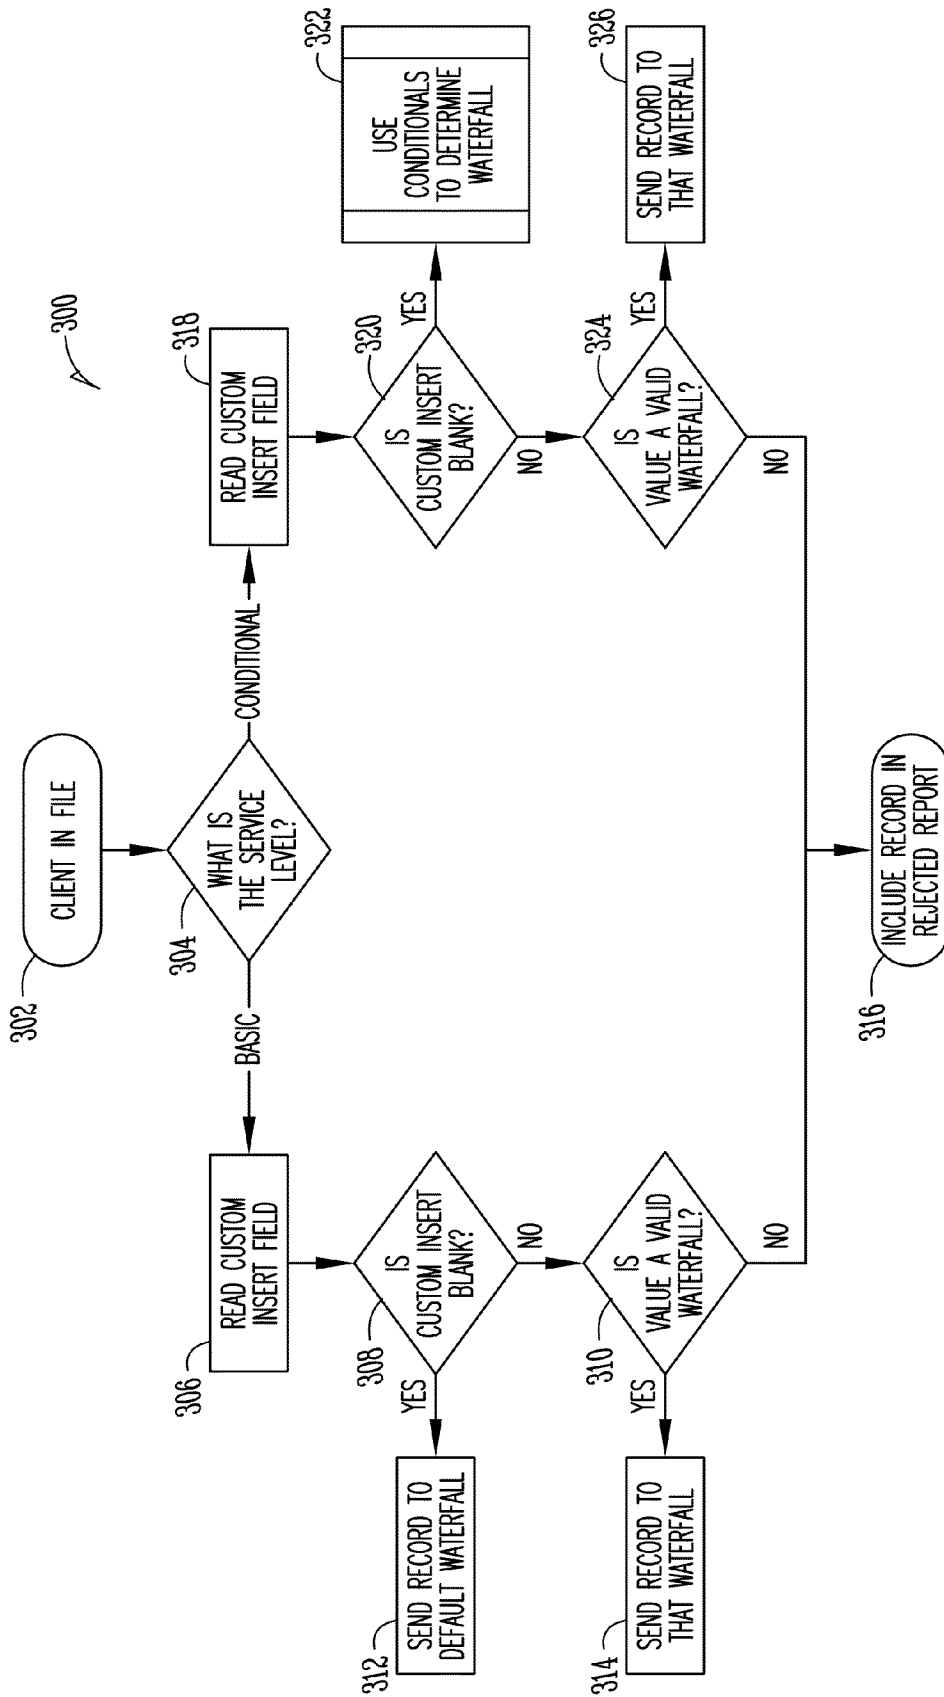 300
302
CLIENT IN FILE
304
WHAT IS
THE SERVICE
LEVEL?
BASIC
CONDITIONAL
306
READ CUSTOM
INSERT FIELD
318
READ CUSTOM
INSERT FIELD
308
IS
CUSTOM INSERT
BLANK?
YES
NO
312
SEND RECORD TO
DEFAULT WATERFALL
320
IS
CUSTOM INSERT
BLANK?
YES
NO
322
USE
CONDITIONALS
TO DETERMINE
WATERFALL
310
IS
VALUE A VALID
WATERFALL?
YES
NO
314
SEND RECORD TO
THAT WATERFALL
324
IS
VALUE A VALID
WATERFALL?
YES
NO
326
SEND RECORD TO
THAT WATERFALL
316
INCLUDE RECORD IN
REJECTED REPORT